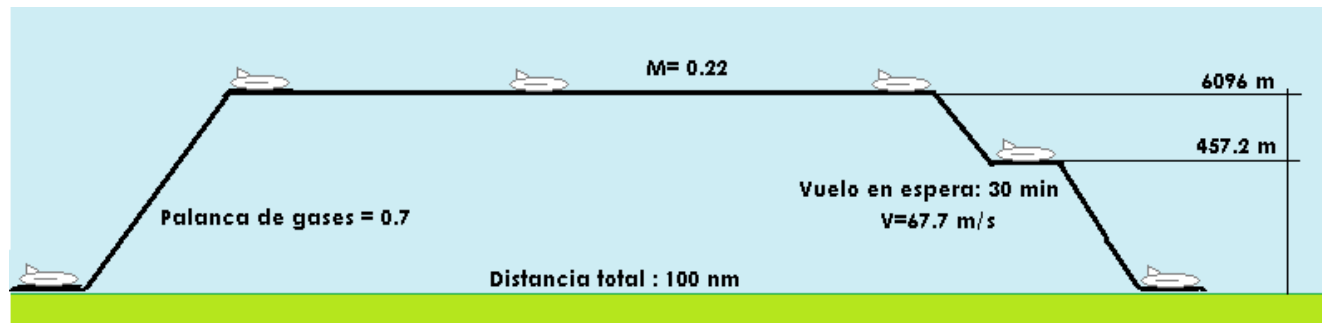 M= 0.22
6096 m
457.2 m
Vuelo en espera: 30 min
V=67.7 m/s
Palanca de gases = 0.7
Distancia total : 100 nm